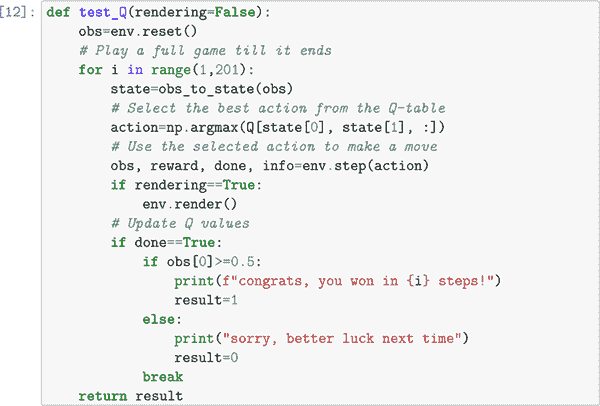 [12]: def test_Q(rendering=False):
    obs=env.reset()
    # Play a full game till it ends
    for i in range(1,201):
        state=obs_to_state(obs)
        # Select the best action from the Q-table
        action=np.argmax(Q[state[0], state[1], :])
        # Use the selected action to make a move
        obs, reward, done, info=env.step(action)
        if rendering==True:
            env.render()
        # Update Q values
        if done==True:
            if obs[0]>=0.5:
                print(f"congrats, you won in {i} steps!")
                result=1
            else:
                print("sorry, better luck next time")
                result=0
            break
    return result